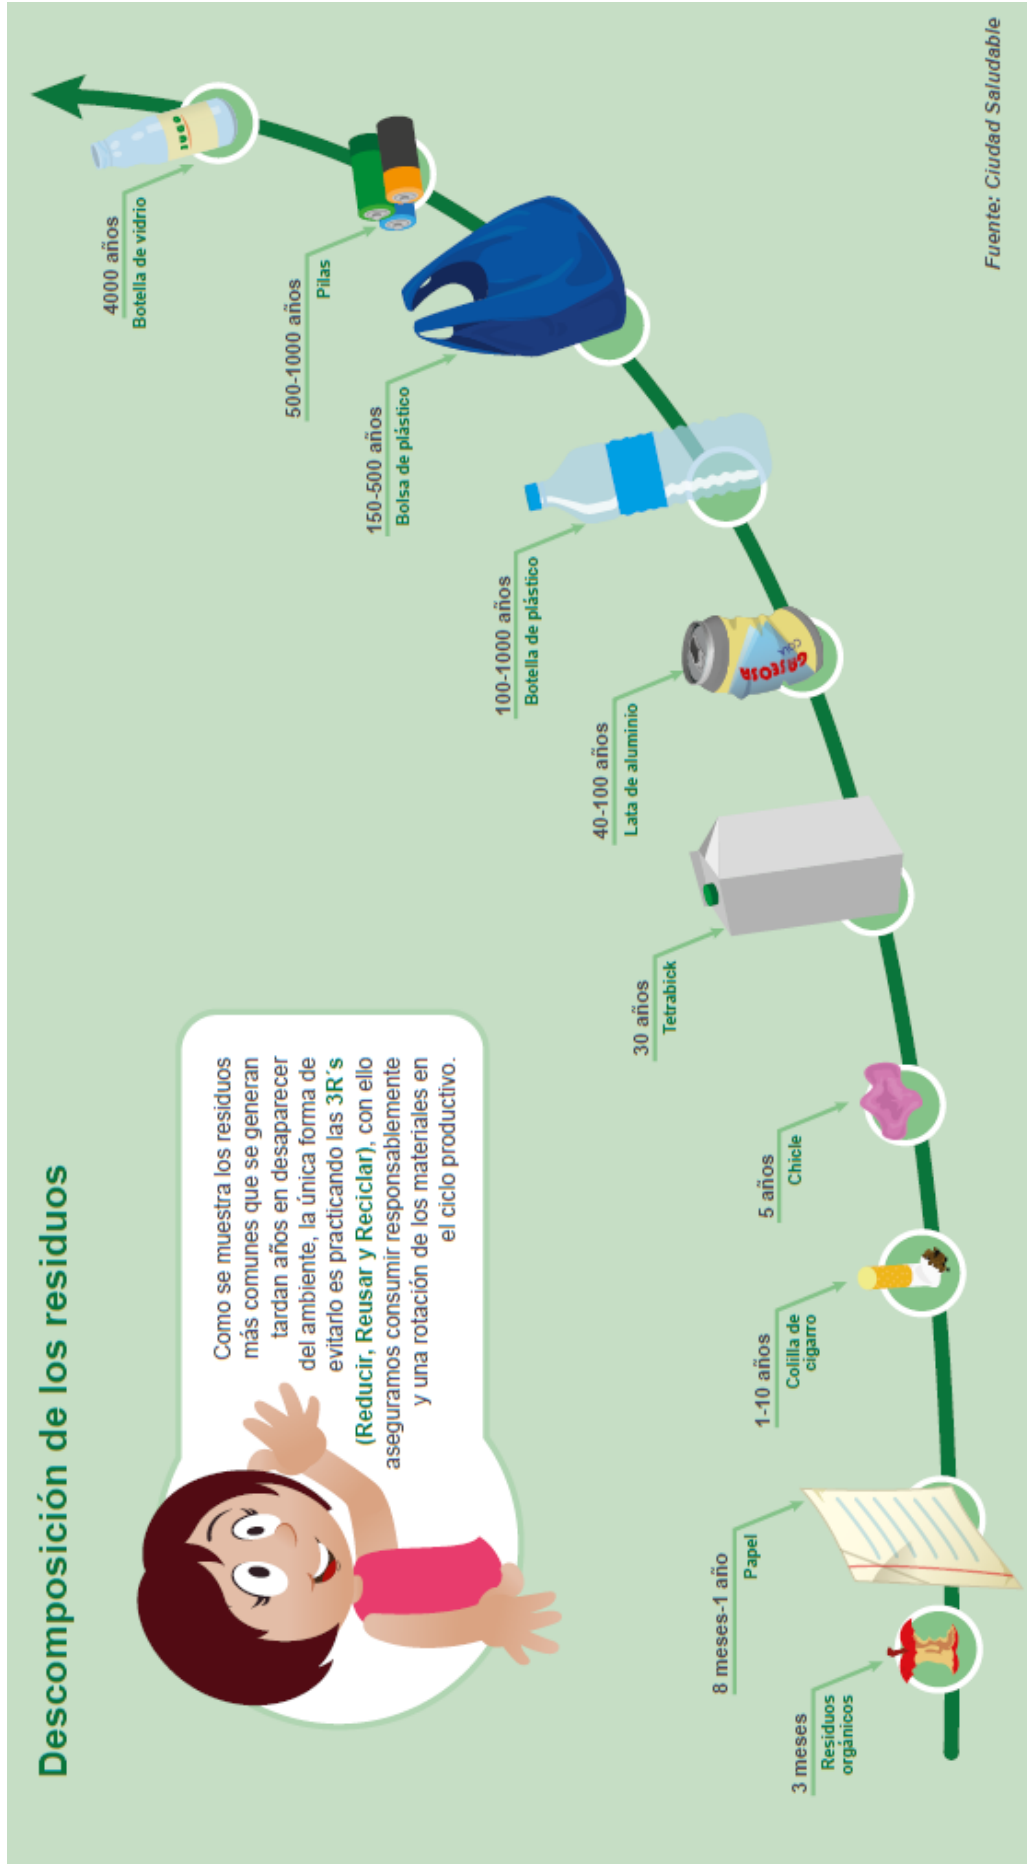 Descomposición de los residuos
Como se muestra los residuos
más comunes que se generan
tardan años en desaparecer
del ambiente, la única forma de
evitarlo es practicando las 3R´s
(Reducir, Reusar y Reciclar), con ello
aseguramos consumir responsablemente
y una rotación de los materiales en
el ciclo productivo.
3 meses
Residuos
orgánicos
8 meses-1 año
Papel
1-10 años
Colilla de
cigarro
5 años
Chicle
30 años
Tetrabick
40-100 años
Lata de aluminio
GASEOSA
COLA
100-1000 años
Botella de plástico
150-500 años
Bolsa de plástico
500-1000 años
Pilas
4000 años
Botella de vidrio
Fuente: Ciudad Saludable